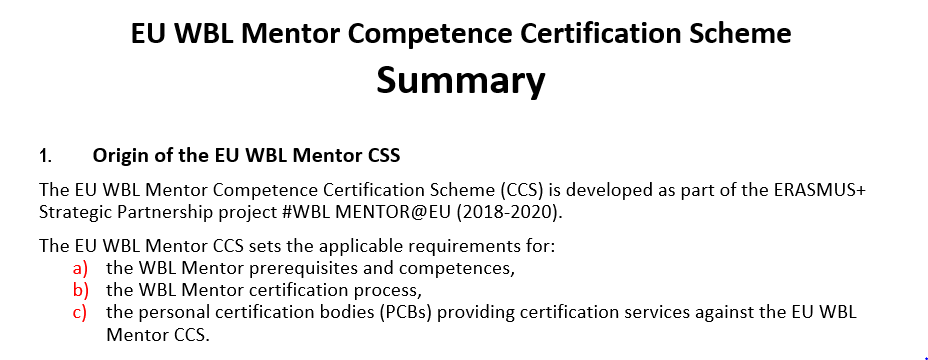 EU WBL Mentor Competence Certification Scheme
Summary
1. Origin of the EU WBL Mentor CSS
The EU WBL Mentor Competence Certification Scheme (CCS) is developed as part of the ERASMUS+
Strategic Partnership project #WBL MENTOR@EU (2018-2020).
The EU WBL Mentor CCS sets the applicable requirements for:
a) the WBL Mentor prerequisites and competences,
b) the WBL Mentor certification process,
c) the personal certification bodies (PCBs) providing certification services against the EU WBL
Mentor CCS.